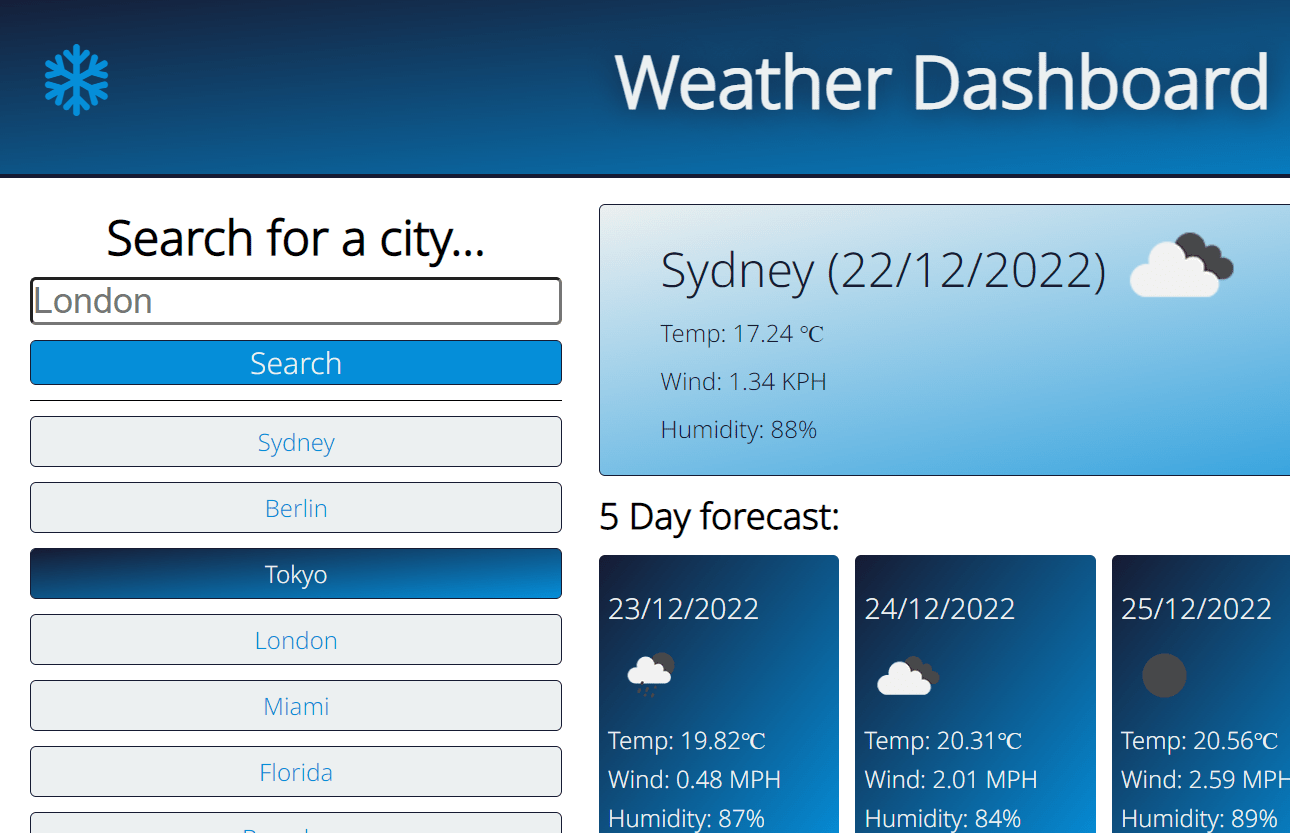 Weather Dashboard
Search for a city...
London
Search
Sydney
Berlin
Tokyo
London
Miami
Florida
Sydney (22/12/2022)
Temp: 17.24 ℃
Wind: 1.34 KPH
Humidity: 88%
5 Day forecast:
23/12/2022
Temp: 19.82℃
Wind: 0.48 MPH
Humidity: 87%
24/12/2022
Temp: 20.31℃
Wind: 2.01 MPH
Humidity: 84%
25/12/2022
Temp: 20.56℃
Wind: 2.59 MPH
Humidity: 89%